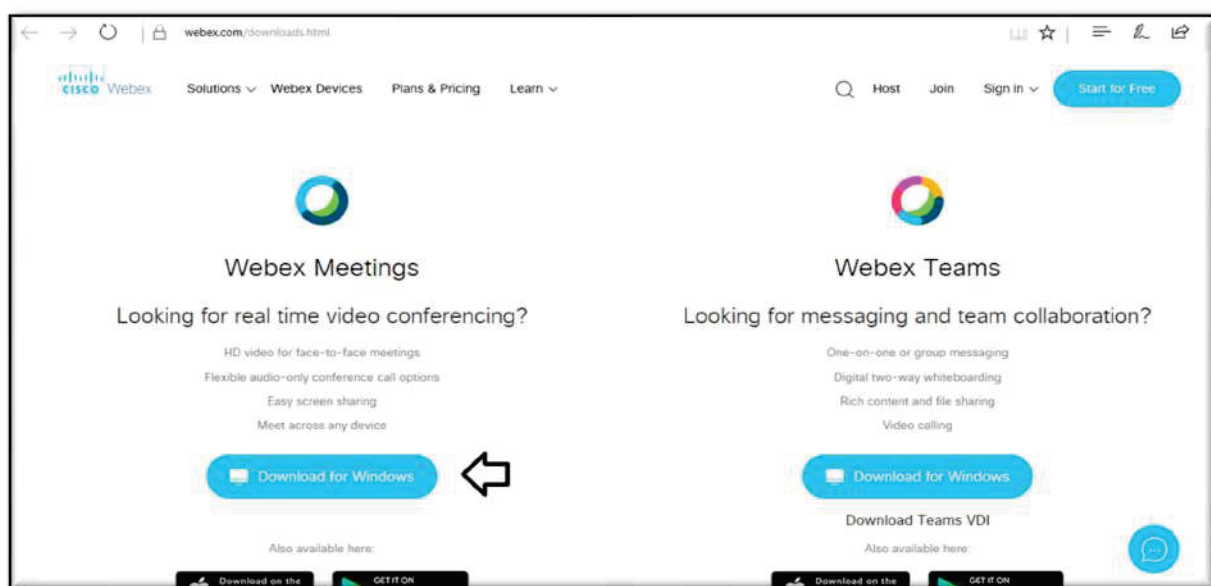 webex.com/downloads.html
cisco Webex Solutions Webex Devices Plans & Pricing Learn Host Join Sign in Start for Free
Webex Meetings
Looking for real time video conferencing?
HD video for face-to-face meetings
Flexible audio-only conference call options
Easy screen sharing
Meet across any device
Download for Windows
Also available here:
Download on the
GET IT ON
Webex Teams
Looking for messaging and team collaboration?
One-on-one or group messaging
Digital two-way whiteboarding
Rich content and file sharing
Video calling
Download for Windows
Download Teams VDI
Also available here:
Download on the
GET IT ON